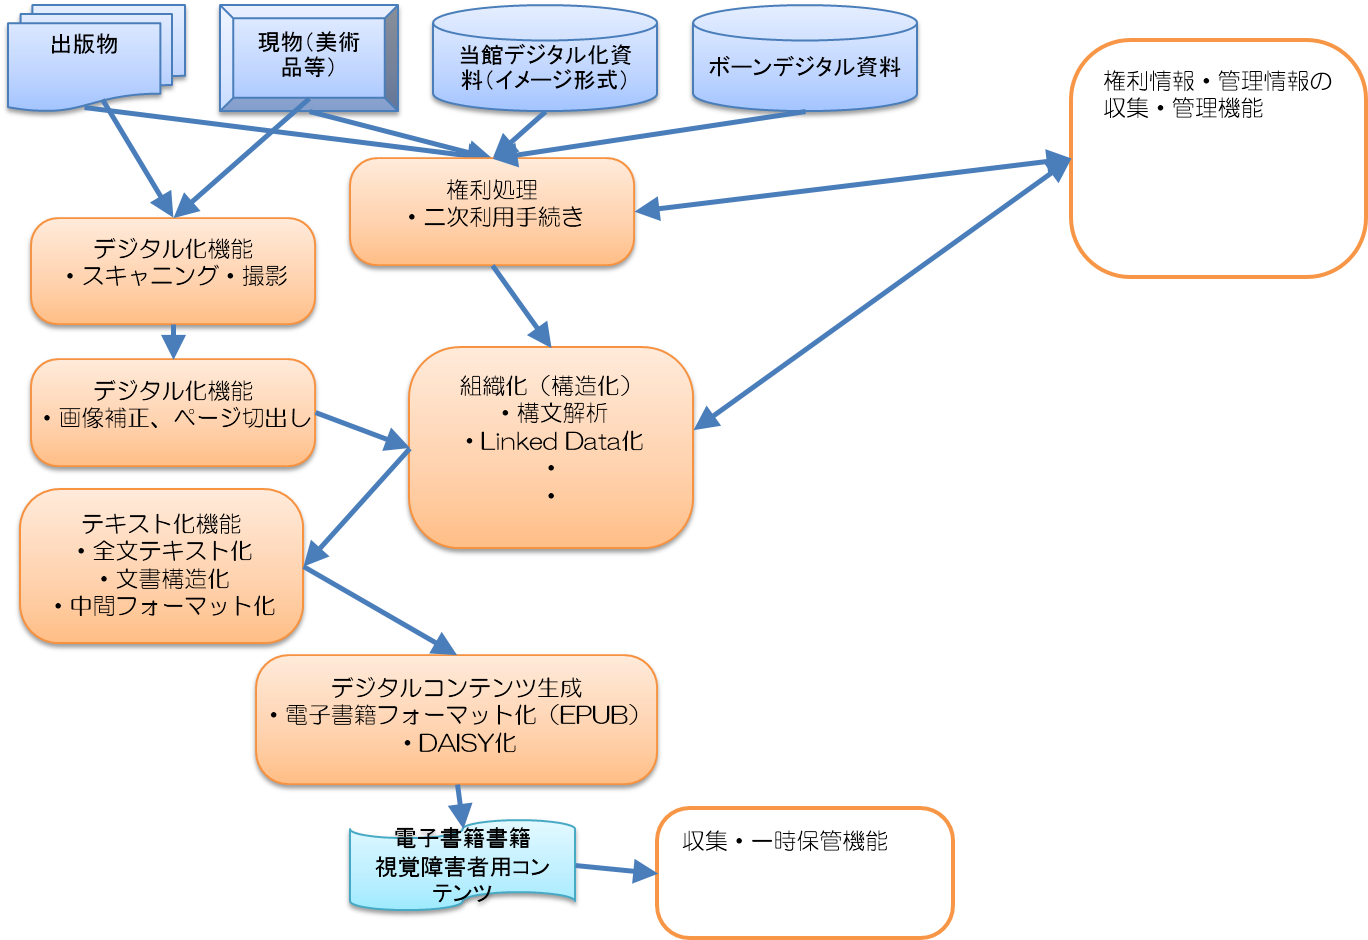 出版物
現物（美術
品等）
当館デジタル化資
料（イメージ形式）
ボーンデジタル資料
権利情報・管理情報の
収集・管理機能
権利処理
・二次利用手続き
デジタル化機能
・スキャニング・撮影
デジタル化機能
・画像補正、ページ切出し
組織化（構造化）
・構文解析
・Linked Data化
・
・
テキスト化機能
・全文テキスト化
・文書構造化
・中間フォーマット化
デジタルコンテンツ生成
・電子書籍フォーマット化（EPUB）
・DAISY化
電子書籍書籍
視覚障害者用コン
テンツ
収集・一時保管機能